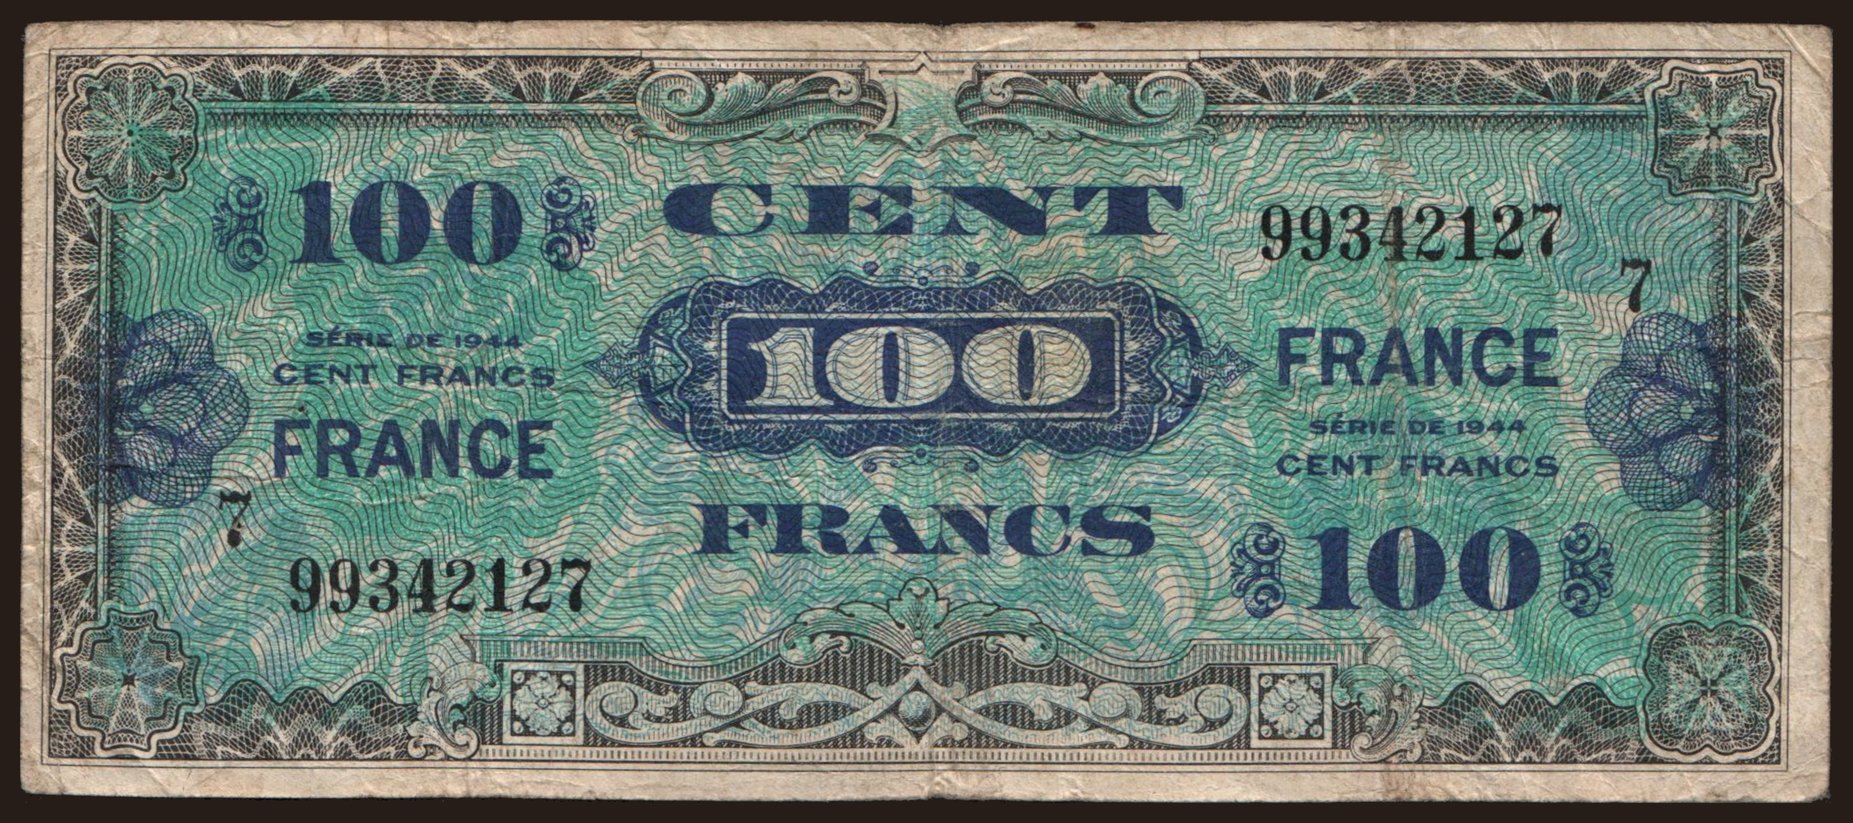 100
CENT
99342127
7
SÉRIE DE 1944
CENT FRANCS
FRANCE
100
FRANCE
SÉRIE DE 1944
CENT FRANCS
7
99342127
FRANCS
100